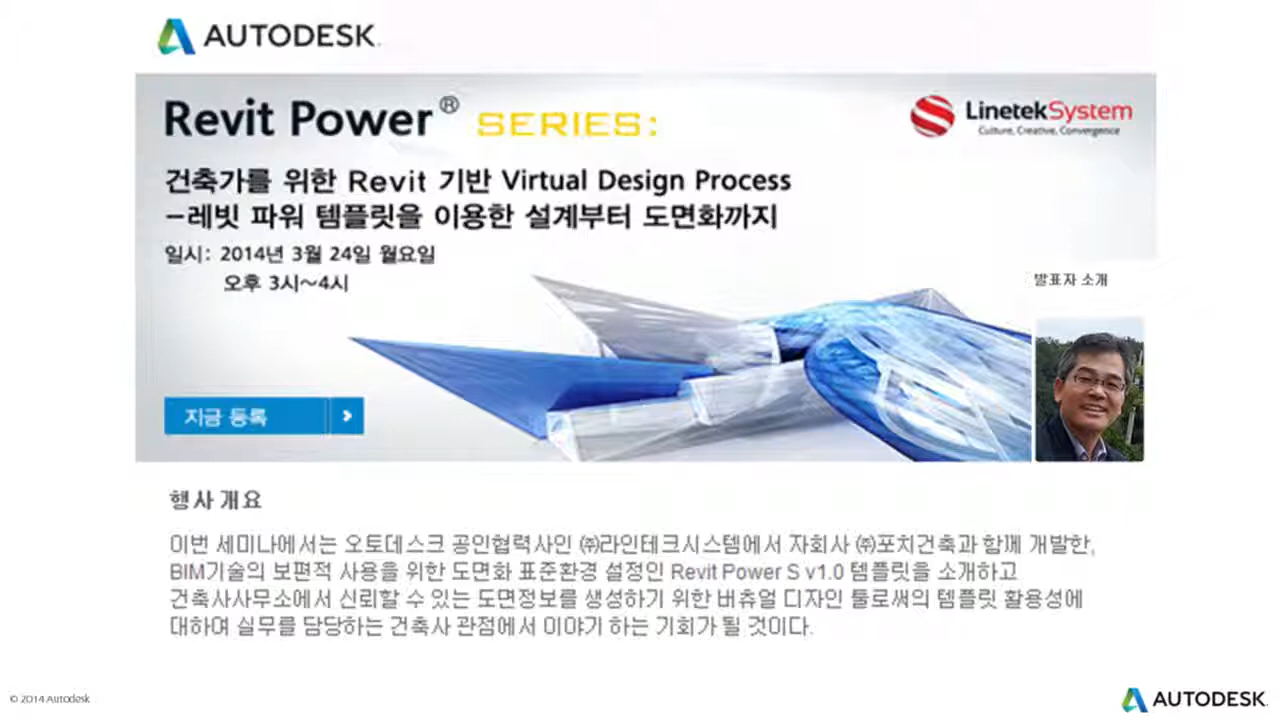 AUTODESK
Revit Power® SERIES:
LinetekSystem
Culture, Creative, Convergence
건축가를 위한 Revit 기반 Virtual Design Process
-레빗 파워 템플릿을 이용한 설계부터 도면화까지
일시: 2014년 3월 24일 월요일
오후 3시~4시
발표자 소개
지금 등록
행사 개요
이번 세미나에서는 오토데스크 공인협력사인 ㈜라인테크시스템에서 자회사 ㈜포치건축과 함께 개발한,
BIM기술의 보편적 사용을 위한 도면화 표준환경 설정인 Revit Power S v1.0 템플릿을 소개하고
건축사사무소에서 신뢰할 수 있는 도면정보를 생성하기 위한 버츄얼 디자인 툴로써의 템플릿 활용성에
대하여 실무를 담당하는 건축사 관점에서 이야기 하는 기회가 될 것이다.
© 2014 Autodesk
AUTODESK